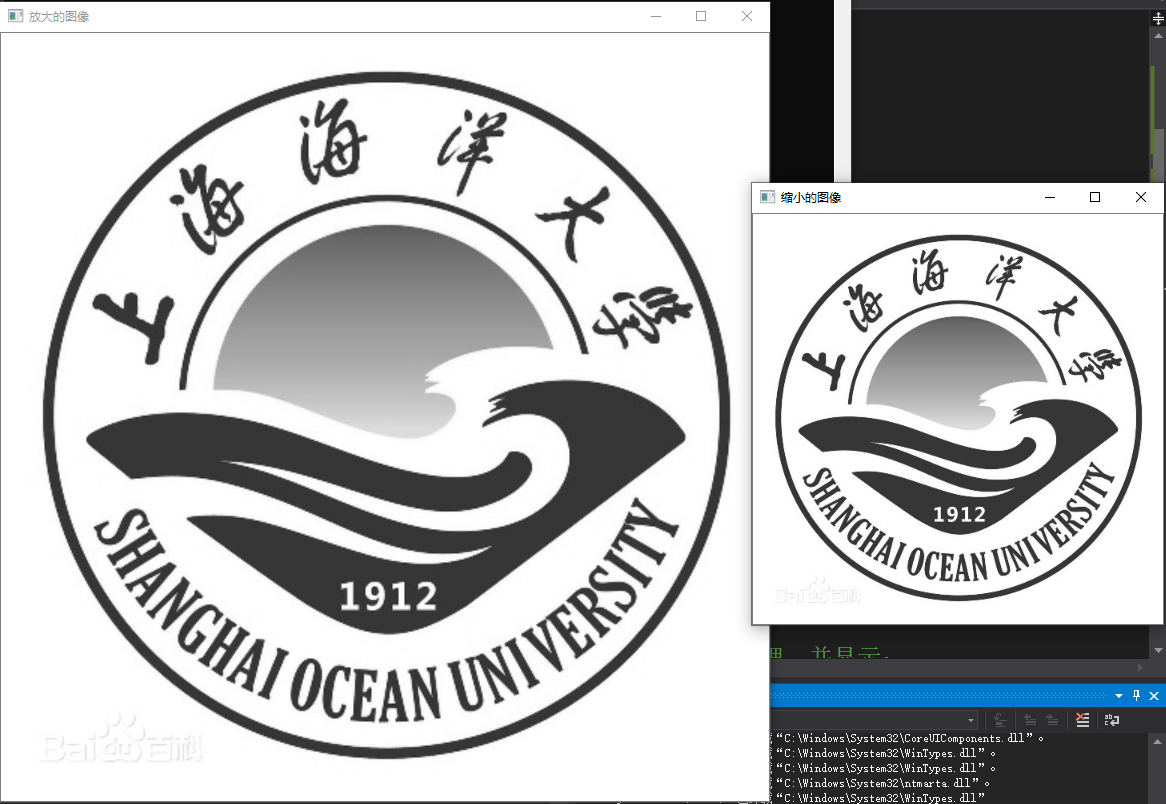 放大的图像
上海海洋大学
1912
SHANGHAI OCEAN UNIVERSITY
Bai百科
缩小的图像
上海海洋大学
1912
SHANGHAI OCEAN UNIVERSITY
Bai百科
并显示:
“C:\Windows\System32\CoreUIComponents.dll”。
“C:\Windows\System32\WinTypes.dll”。
“C:\Windows\System32\WinTypes.dll”。
“C:\Windows\System32\ntmarta.dll”。
“C:\Windows\System32\WinTypes.dll”